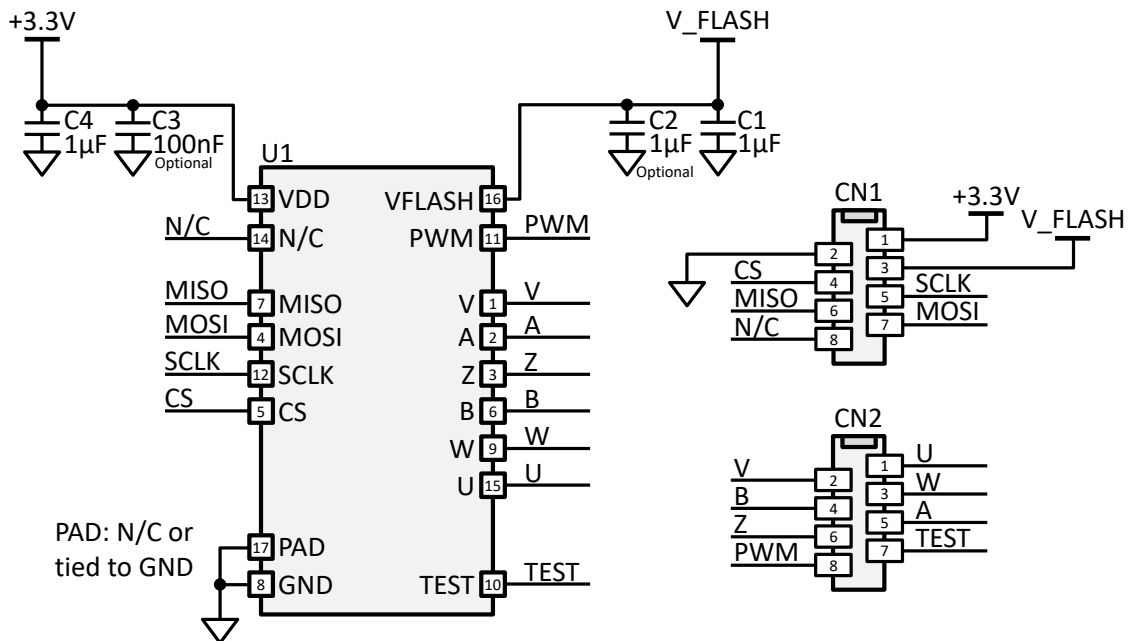 +3.3V
V_FLASH
C4
1µF
C3
100nF
Optional
C2
1µF
Optional
C1
1µF
U1
13 VDD
VFLASH 16
N/C 14 N/C
PWM 11 PWM
MISO 7 MISO
V 1 V
MOSI 4 MOSI
A 2 A
SCLK 12 SCLK
Z 3 Z
CS 5 CS
B 6 B
W 9 W
U 15 U
PAD: N/C or
tied to GND
17 PAD
8 GND
TEST 10 TEST
CN1
+3.3V
V_FLASH
1
2
3
CS 4
5 SCLK
MISO 6
7 MOSI
N/C 8
CN2
1 U
V 2
3 W
B 4
5 A
Z 6
7 TEST
PWM 8